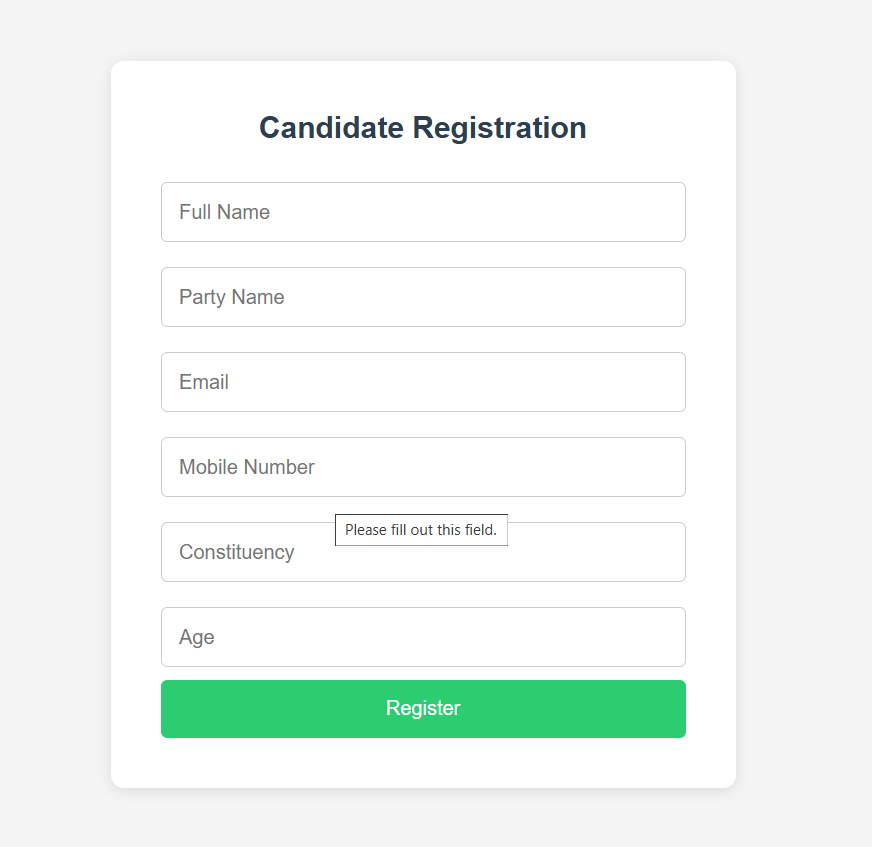 Candidate Registration
Full Name
Party Name
Email
Mobile Number
Please fill out this field.
Constituency
Age
Register